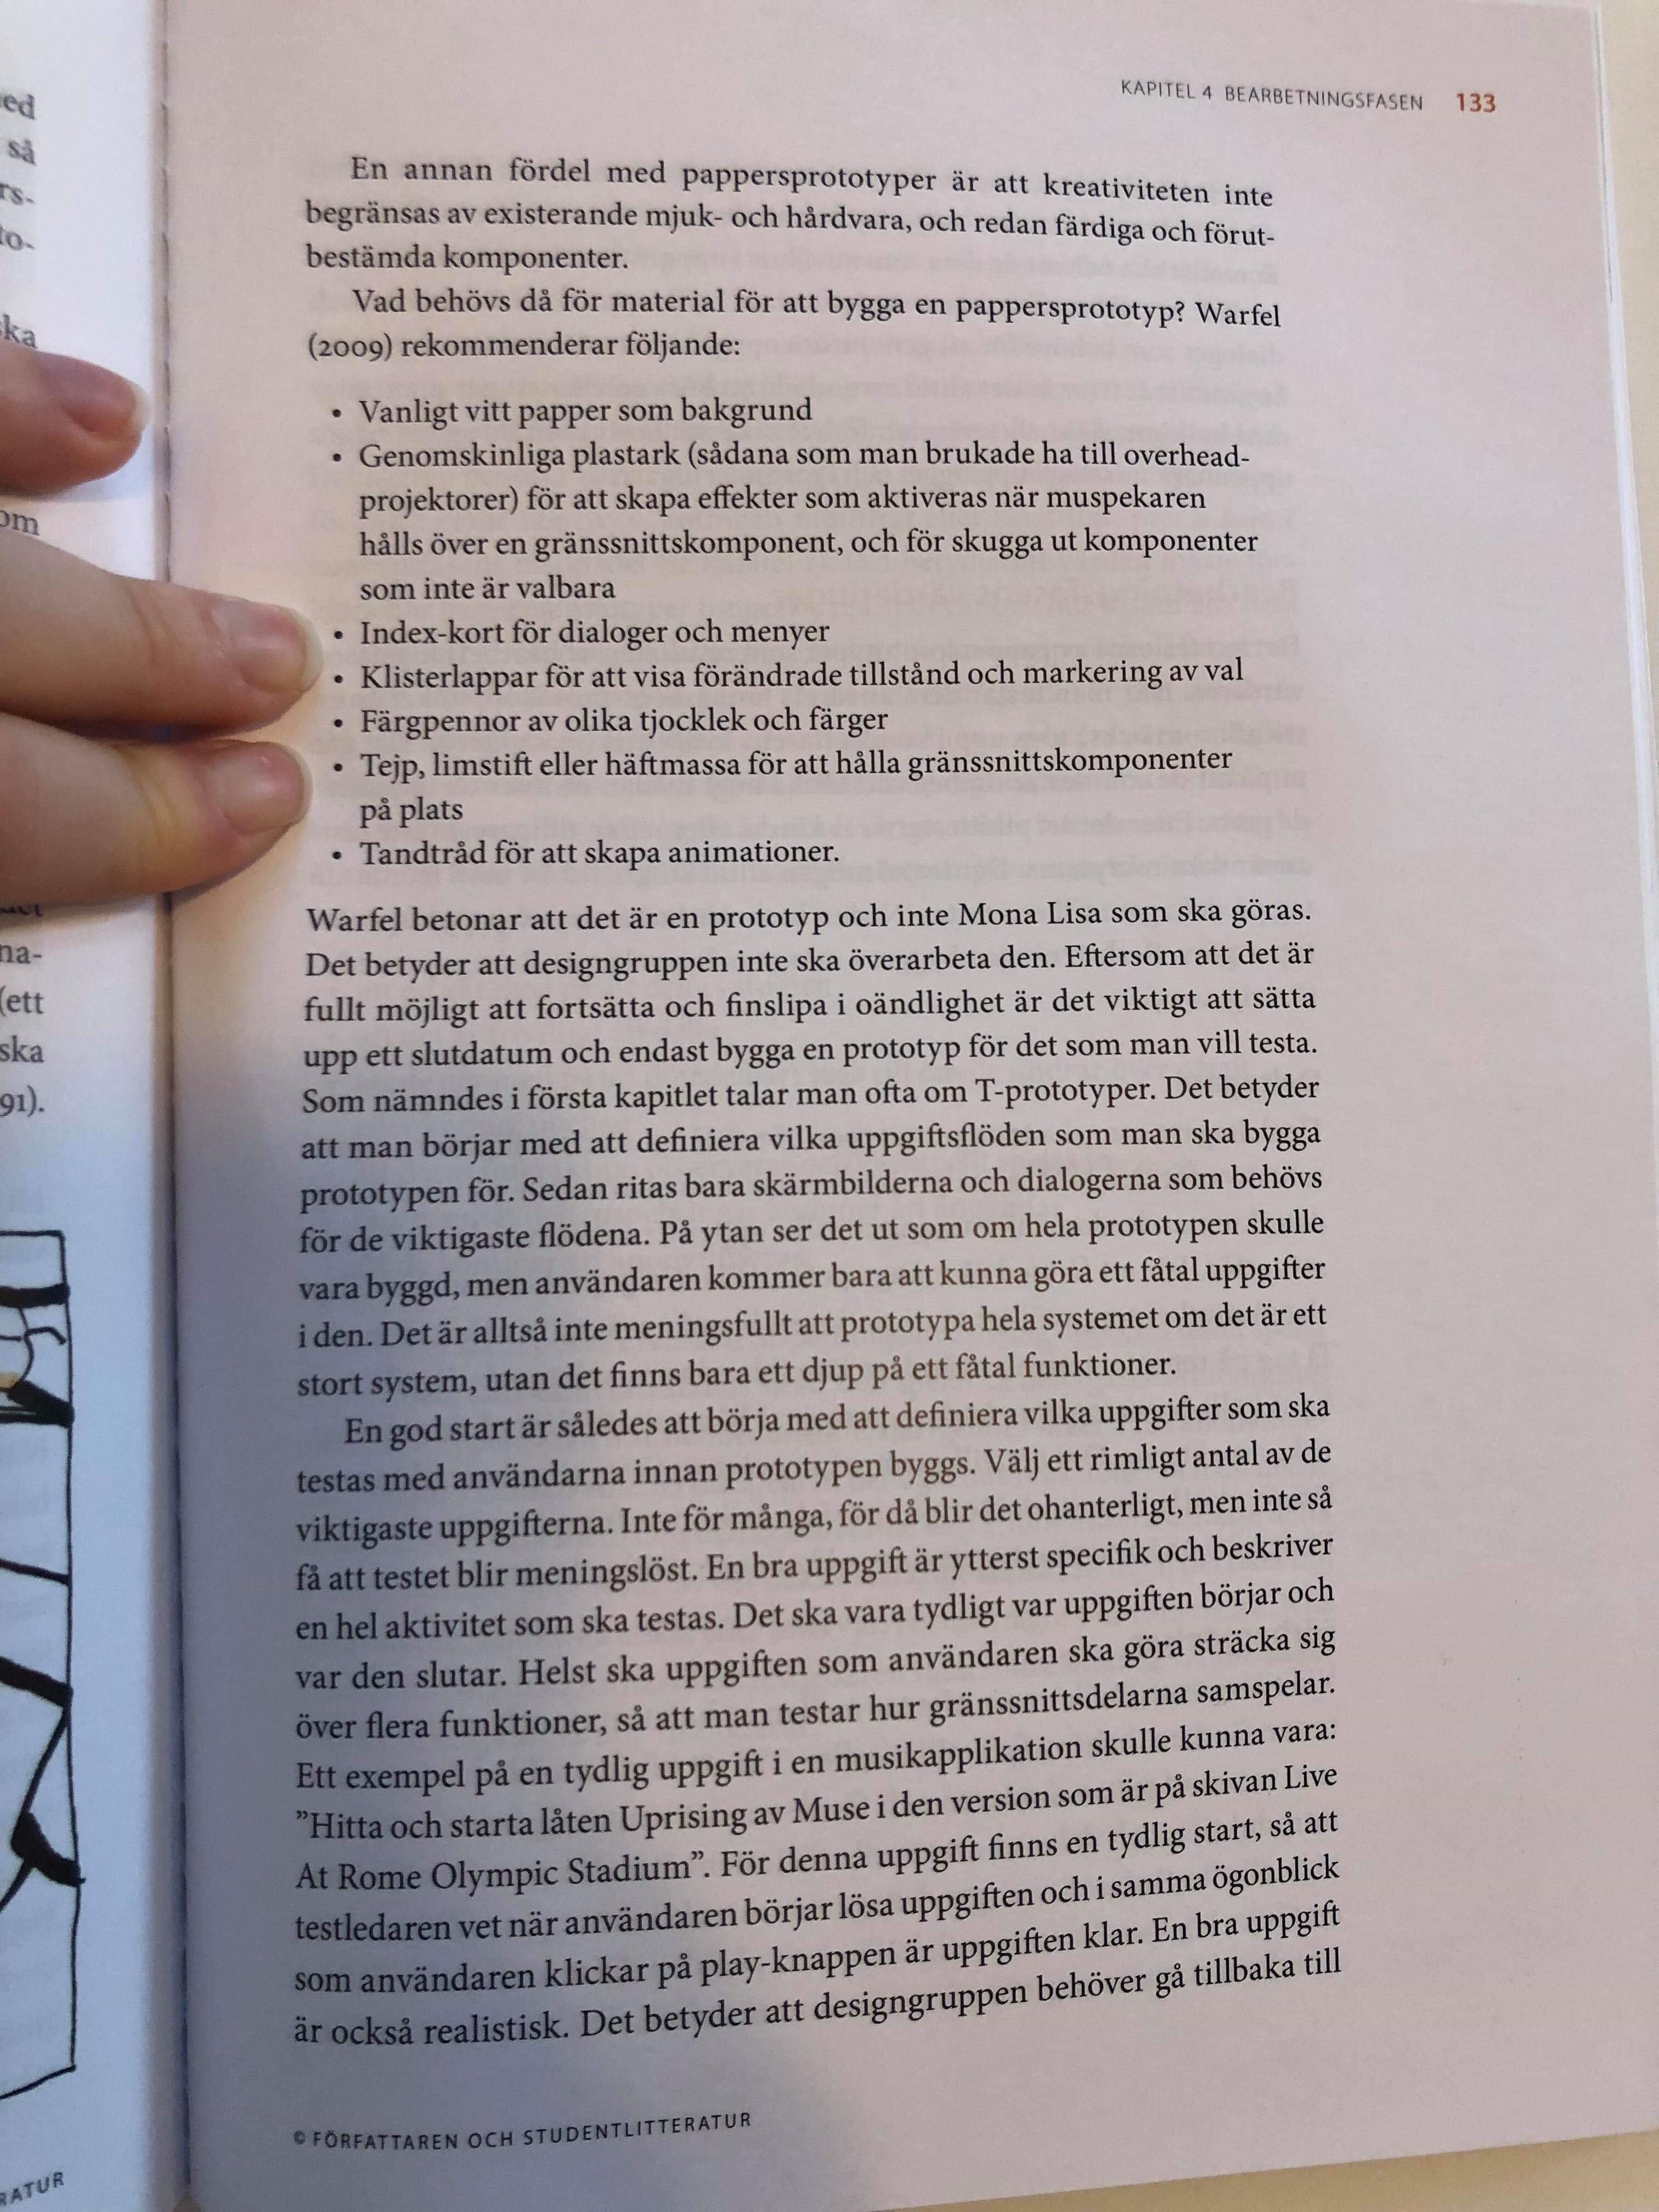 ed
så
rs-
to-
ka
om
na-
(ett
ska
91).
RATUR
KAPITEL 4 BEARBETNINGSFASEN 133
En annan fördel med pappersprototyper är att kreativiteten inte
begränsas av existerande mjuk- och hårdvara, och redan färdiga och förut-
bestämda komponenter.
Vad behövs då för material för att bygga en pappersprototyp? Warfel
(2009) rekommenderar följande:
• Vanligt vitt papper som bakgrund
• Genomskinliga plastark (sådana som man brukade ha till overhead-
projektorer) för att skapa effekter som aktiveras när muspekaren
hålls över en gränssnittskomponent, och för skugga ut komponenter
som inte är valbara
• Index-kort för dialoger och menyer
• Klisterlappar för att visa förändrade tillstånd och markering av val
• Färgpennor av olika tjocklek och färger
• Tejp, limstift eller häftmassa för att hålla gränssnittskomponenter
på plats
• Tandtråd för att skapa animationer.
Warfel betonar att det är en prototyp och inte Mona Lisa som ska göras.
Det betyder att designgruppen inte ska överarbeta den. Eftersom att det är
fullt möjligt att fortsätta och finslipa i oändlighet är det viktigt att sätta
upp ett slutdatum och endast bygga en prototyp för det som man vill testa.
Som nämndes i första kapitlet talar man ofta om T-prototyper. Det betyder
att man börjar med att definiera vilka uppgiftsflöden som man ska bygga
prototypen för. Sedan ritas bara skärmbilderna och dialogerna som behövs
för de viktigaste flödena. På ytan ser det ut som om hela prototypen skulle
vara byggd, men användaren kommer bara att kunna göra ett fåtal uppgifter
i den. Det är alltså inte meningsfullt att prototypa hela systemet om det är ett
stort system, utan det finns bara ett djup på ett fåtal funktioner.
En god start är således att börja med att definiera vilka uppgifter som ska
testas med användarna innan prototypen byggs. Välj ett rimligt antal av de
viktigaste uppgifterna. Inte för många, för då blir det ohanterligt, men inte så
få att testet blir meningslöst. En bra uppgift är ytterst specifik och beskriver
en hel aktivitet som ska testas. Det ska vara tydligt var uppgiften börjar och
var den slutar. Helst ska uppgiften som användaren ska göra sträcka sig
över flera funktioner, så att man testar hur gränssnittsdelarna samspelar.
Ett exempel på en tydlig uppgift i en musikapplikation skulle kunna vara:
”Hitta och starta låten Uprising av Muse i den version som är på skivan Live
At Rome Olympic Stadium”. För denna uppgift finns en tydlig start, så att
testledaren vet när användaren börjar lösa uppgiften och i samma ögonblick
som användaren klickar på play-knappen är uppgiften klar. En bra uppgift
är också realistisk. Det betyder att designgruppen behöver gå tillbaka till
© FÖRFATTAREN OCH STUDENTLITTERATUR